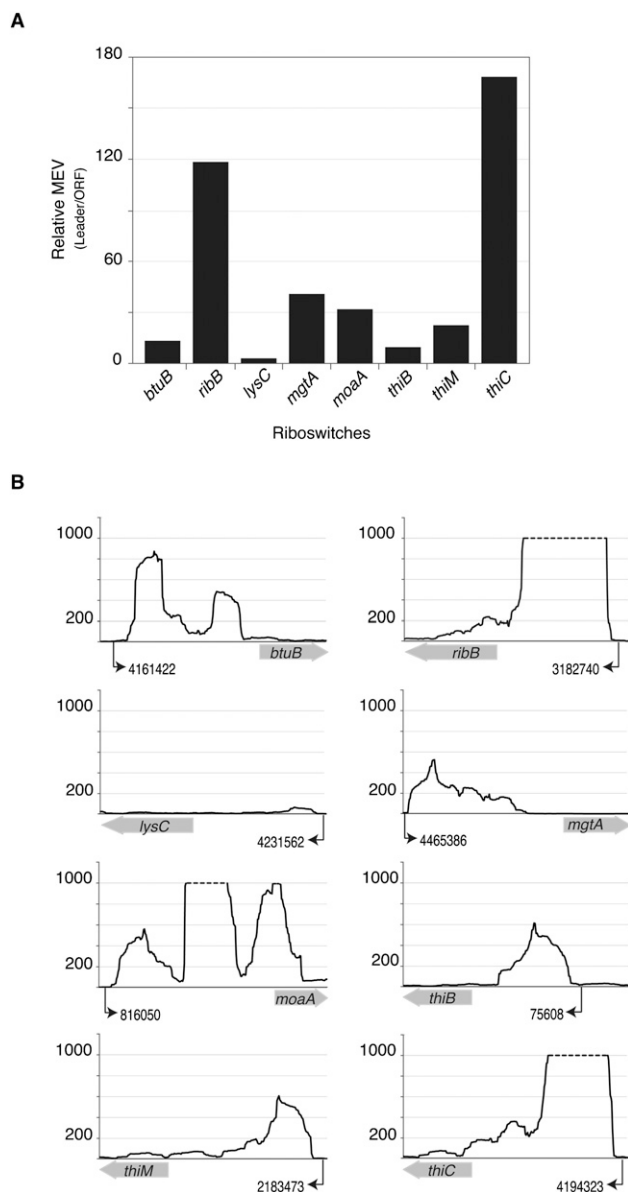 A
180
120
60
0
Relative MEV
(Leader/ORF)
btuB ribB lysC mgtA moaA thiB thiM thiC
Riboswitches
B
1000
200
btuB
4161422
1000
200
ribB
3182740
1000
200
lysC
4231562
1000
200
mgtA
4465386
1000
200
moaA
816050
1000
200
thiB
75608
1000
200
thiM
2183473
1000
200
thiC
4194323